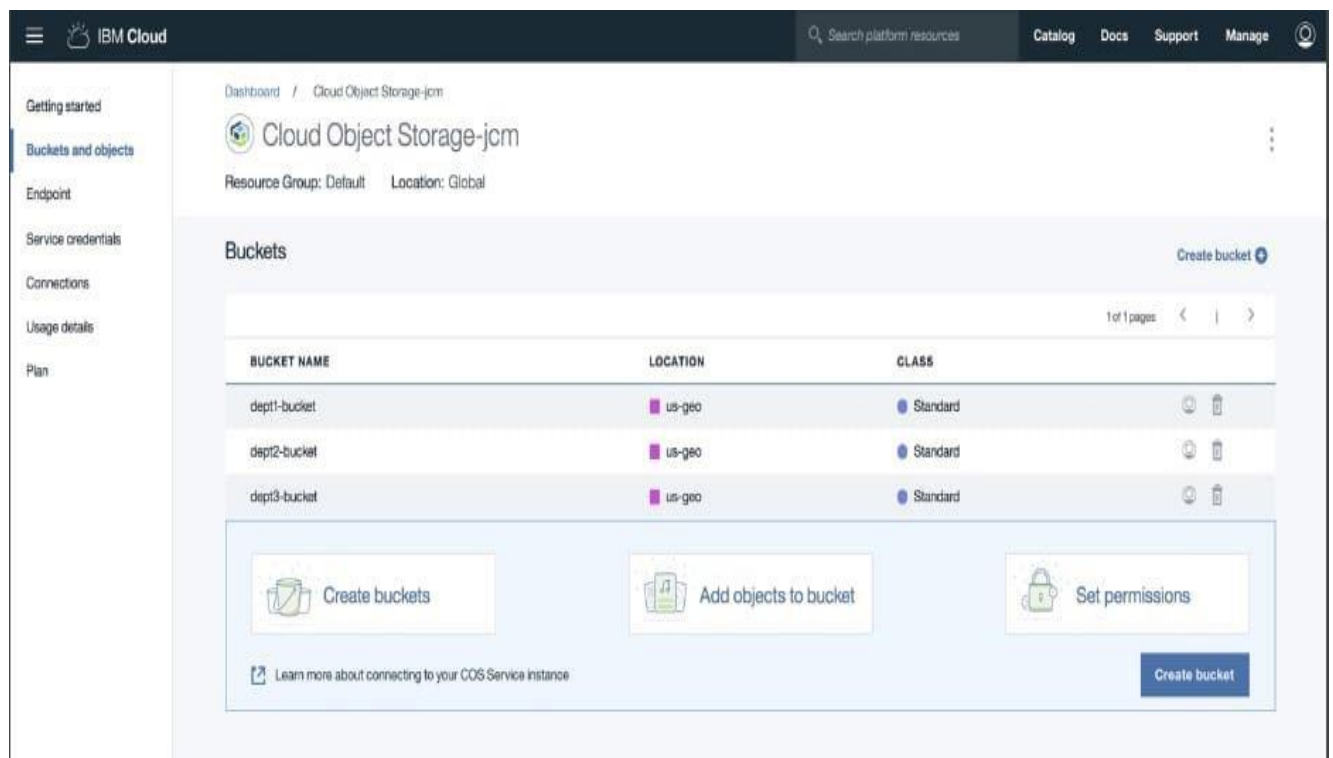 IBM Cloud
Search platform resources
Catalog Docs Support Manage
Getting started
Buckets and objects
Endpoint
Service credentials
Connections
Usage details
Plan
Dashboard / Cloud Object Storage-jcm
Cloud Object Storage-jcm
Resource Group: Default Location: Global
Buckets
Create bucket
1 of 1 pages < | >
BUCKET NAME LOCATION CLASS
dept1-bucket us-geo Standard
dept2-bucket us-geo Standard
dept3-bucket us-geo Standard
Create buckets
Add objects to bucket
Set permissions
Learn more about connecting to your COS Service instance
Create bucket